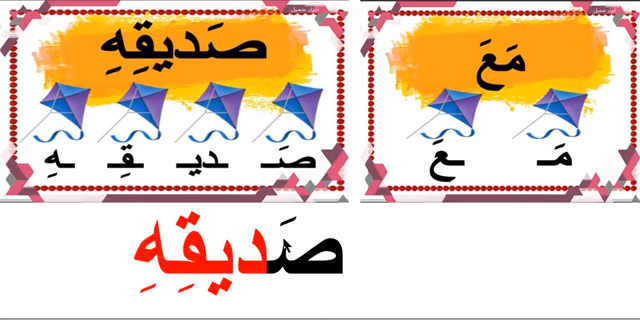 مَعَ
مَـ ـعَ
صَديقِهِ
صَـ ـديـ ـقِـ ـهِ
صَديقِهِ